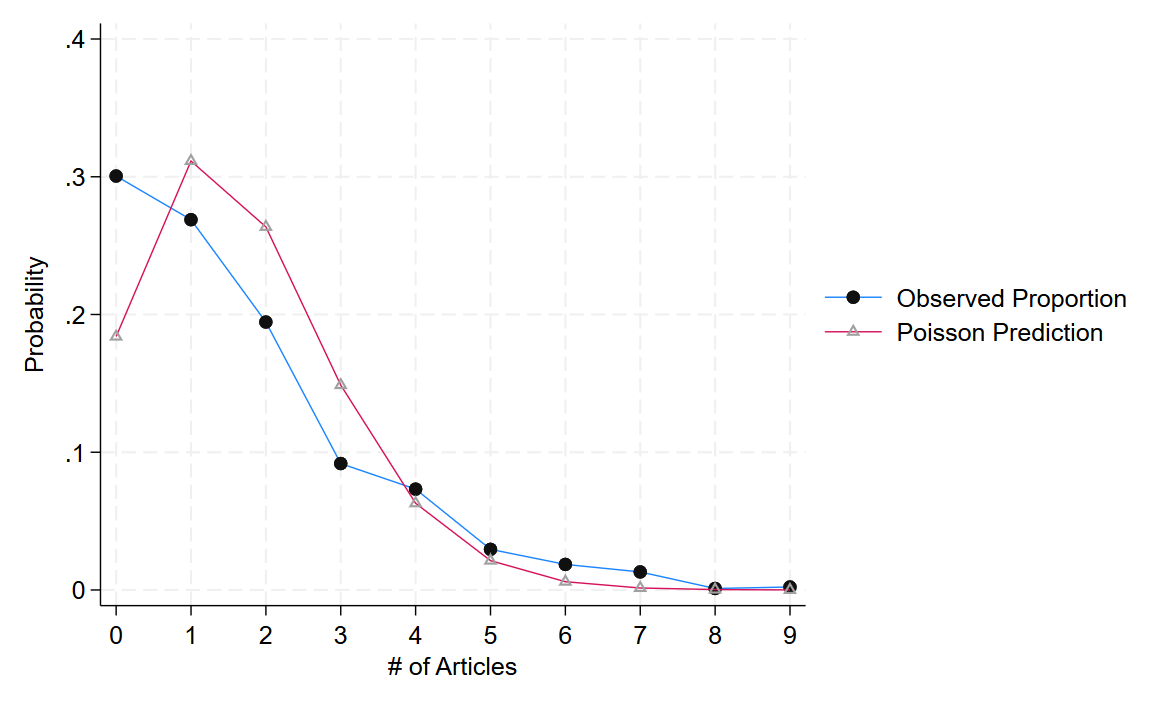 .4
.3
.2
.1
0
Probability
0 1 2 3 4 5 6 7 8 9
# of Articles
Observed Proportion
Poisson Prediction